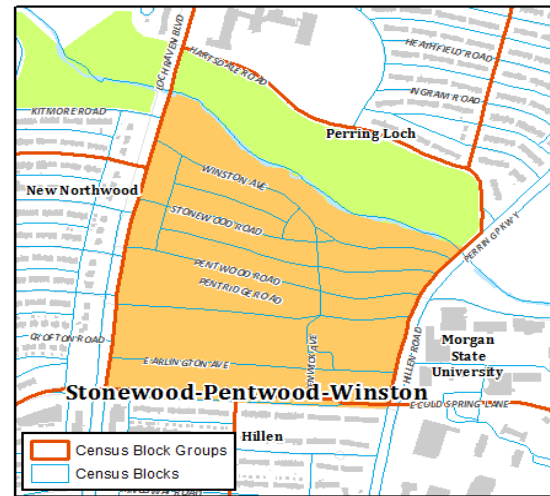 LOCH RAVEN BLVD
HARTSDALE ROAD
HEATHFIELD ROAD
INGRAM ROAD
KITMORE ROAD
Perring Loch
WINSTON AVE
New Northwood
STONEWOOD ROAD
PERRING PKWY
PENTWOOD ROAD
PENTRIDGE ROAD
CROFTON ROAD
HILLEN ROAD
Morgan
State
University
E ARLINGTON AVE
Stonewood-Pentwood-Winston
E COLD SPRING LANE
Hillen
Census Block Groups
Census Blocks